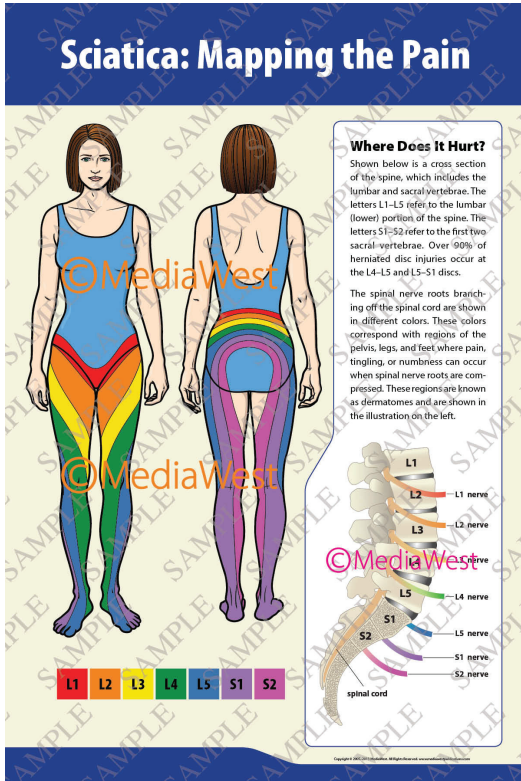 Sciatica: Mapping the Pain
Where Does It Hurt?
Shown below is a cross section
of the spine, which includes the
lumbar and sacral vertebrae. The
letters L1–L5 refer to the lumbar
(lower) portion of the spine. The
letters S1–S2 refer to the first two
sacral vertebrae. Over 90% of
herniated disc injuries occur at
the L4–L5 and L5–S1 discs.
The spinal nerve roots branch-
ing off the spinal cord are shown
in different colors. These colors
correspond with regions of the
pelvis, legs, and feet where pain,
tingling, or numbness can occur
when spinal nerve roots are com-
pressed. These regions are known
as dermatomes and are shown in
the illustration on the left.
©MediaWest
©MediaWest
L1
L2
L1 nerve
L3
L2 nerve
©MediaWest
L4
L3 nerve
L5
L4 nerve
S1
L5 nerve
S2
S1 nerve
S2 nerve
spinal cord
L1 L2 L3 L4 L5 S1 S2
SAMPLE